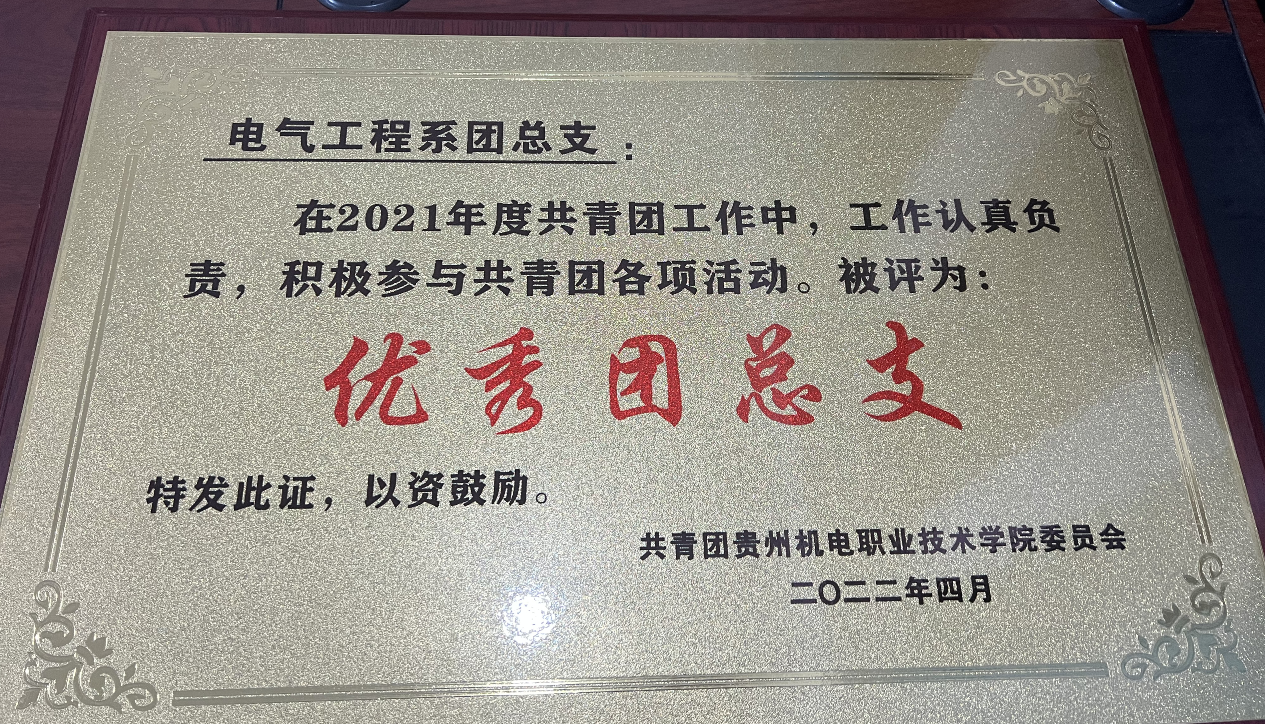 电气工程系团总支：
在2021年度共青团工作中，工作认真负
责，积极参与共青团各项活动。被评为：
优秀团总支
特发此证，以资鼓励。
共青团贵州机电职业技术学院委员会
二〇二二年四月